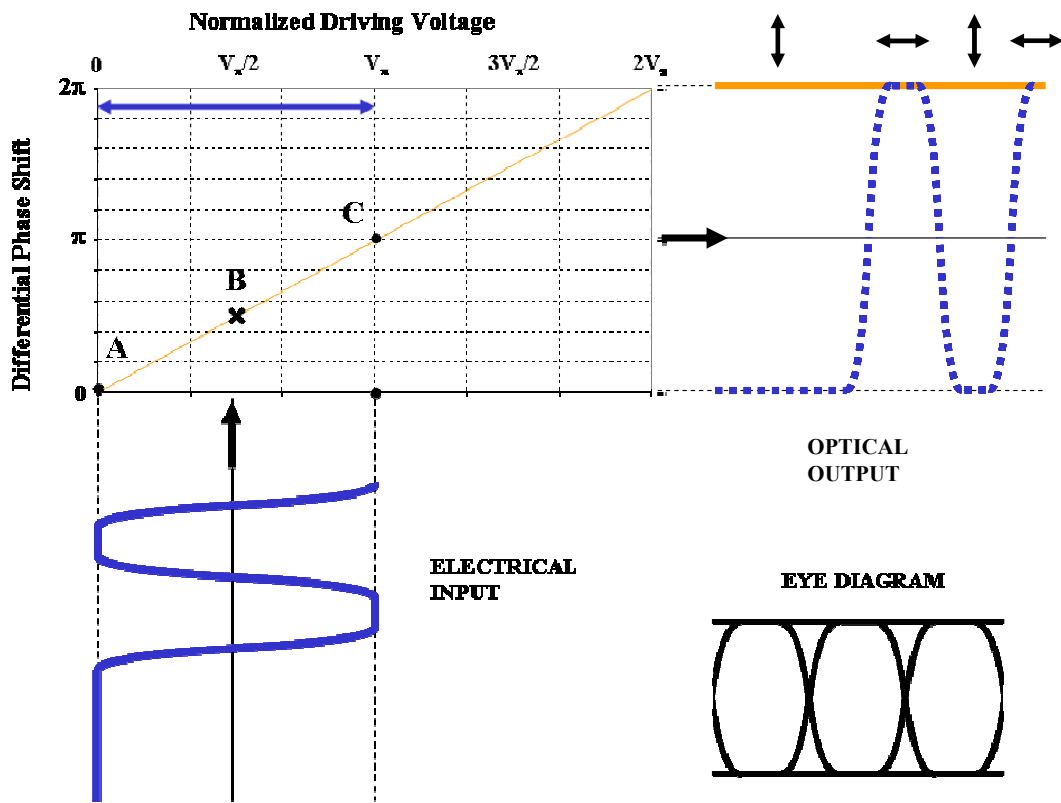 Normalized Driving Voltage
0 Vπ/2 Vπ 3Vπ/2 2Vπ
2π
Differential Phase Shift
C
π
B
A
0
OPTICAL
OUTPUT
ELECTRICAL
INPUT
EYE DIAGRAM